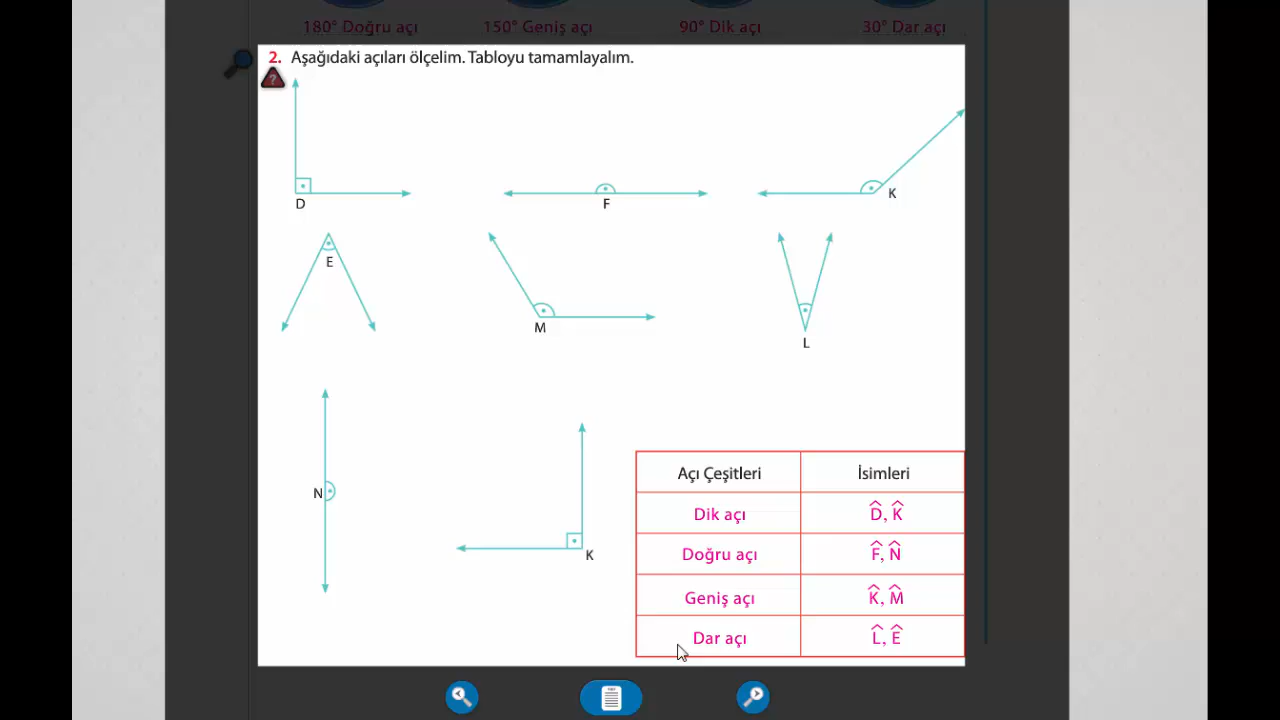 180° Doğru açı 150° Geniş açı 90° Dik açı 30° Dar açı
2. Aşağıdaki açıları ölçelim. Tabloyu tamamlayalım.
?
D F K
E
M L
N
K
Açı Çeşitleri İsimleri
Dik açı D̂, K̂
Doğru açı F̂, N̂
Geniş açı K̂, M̂
Dar açı L̂, Ê